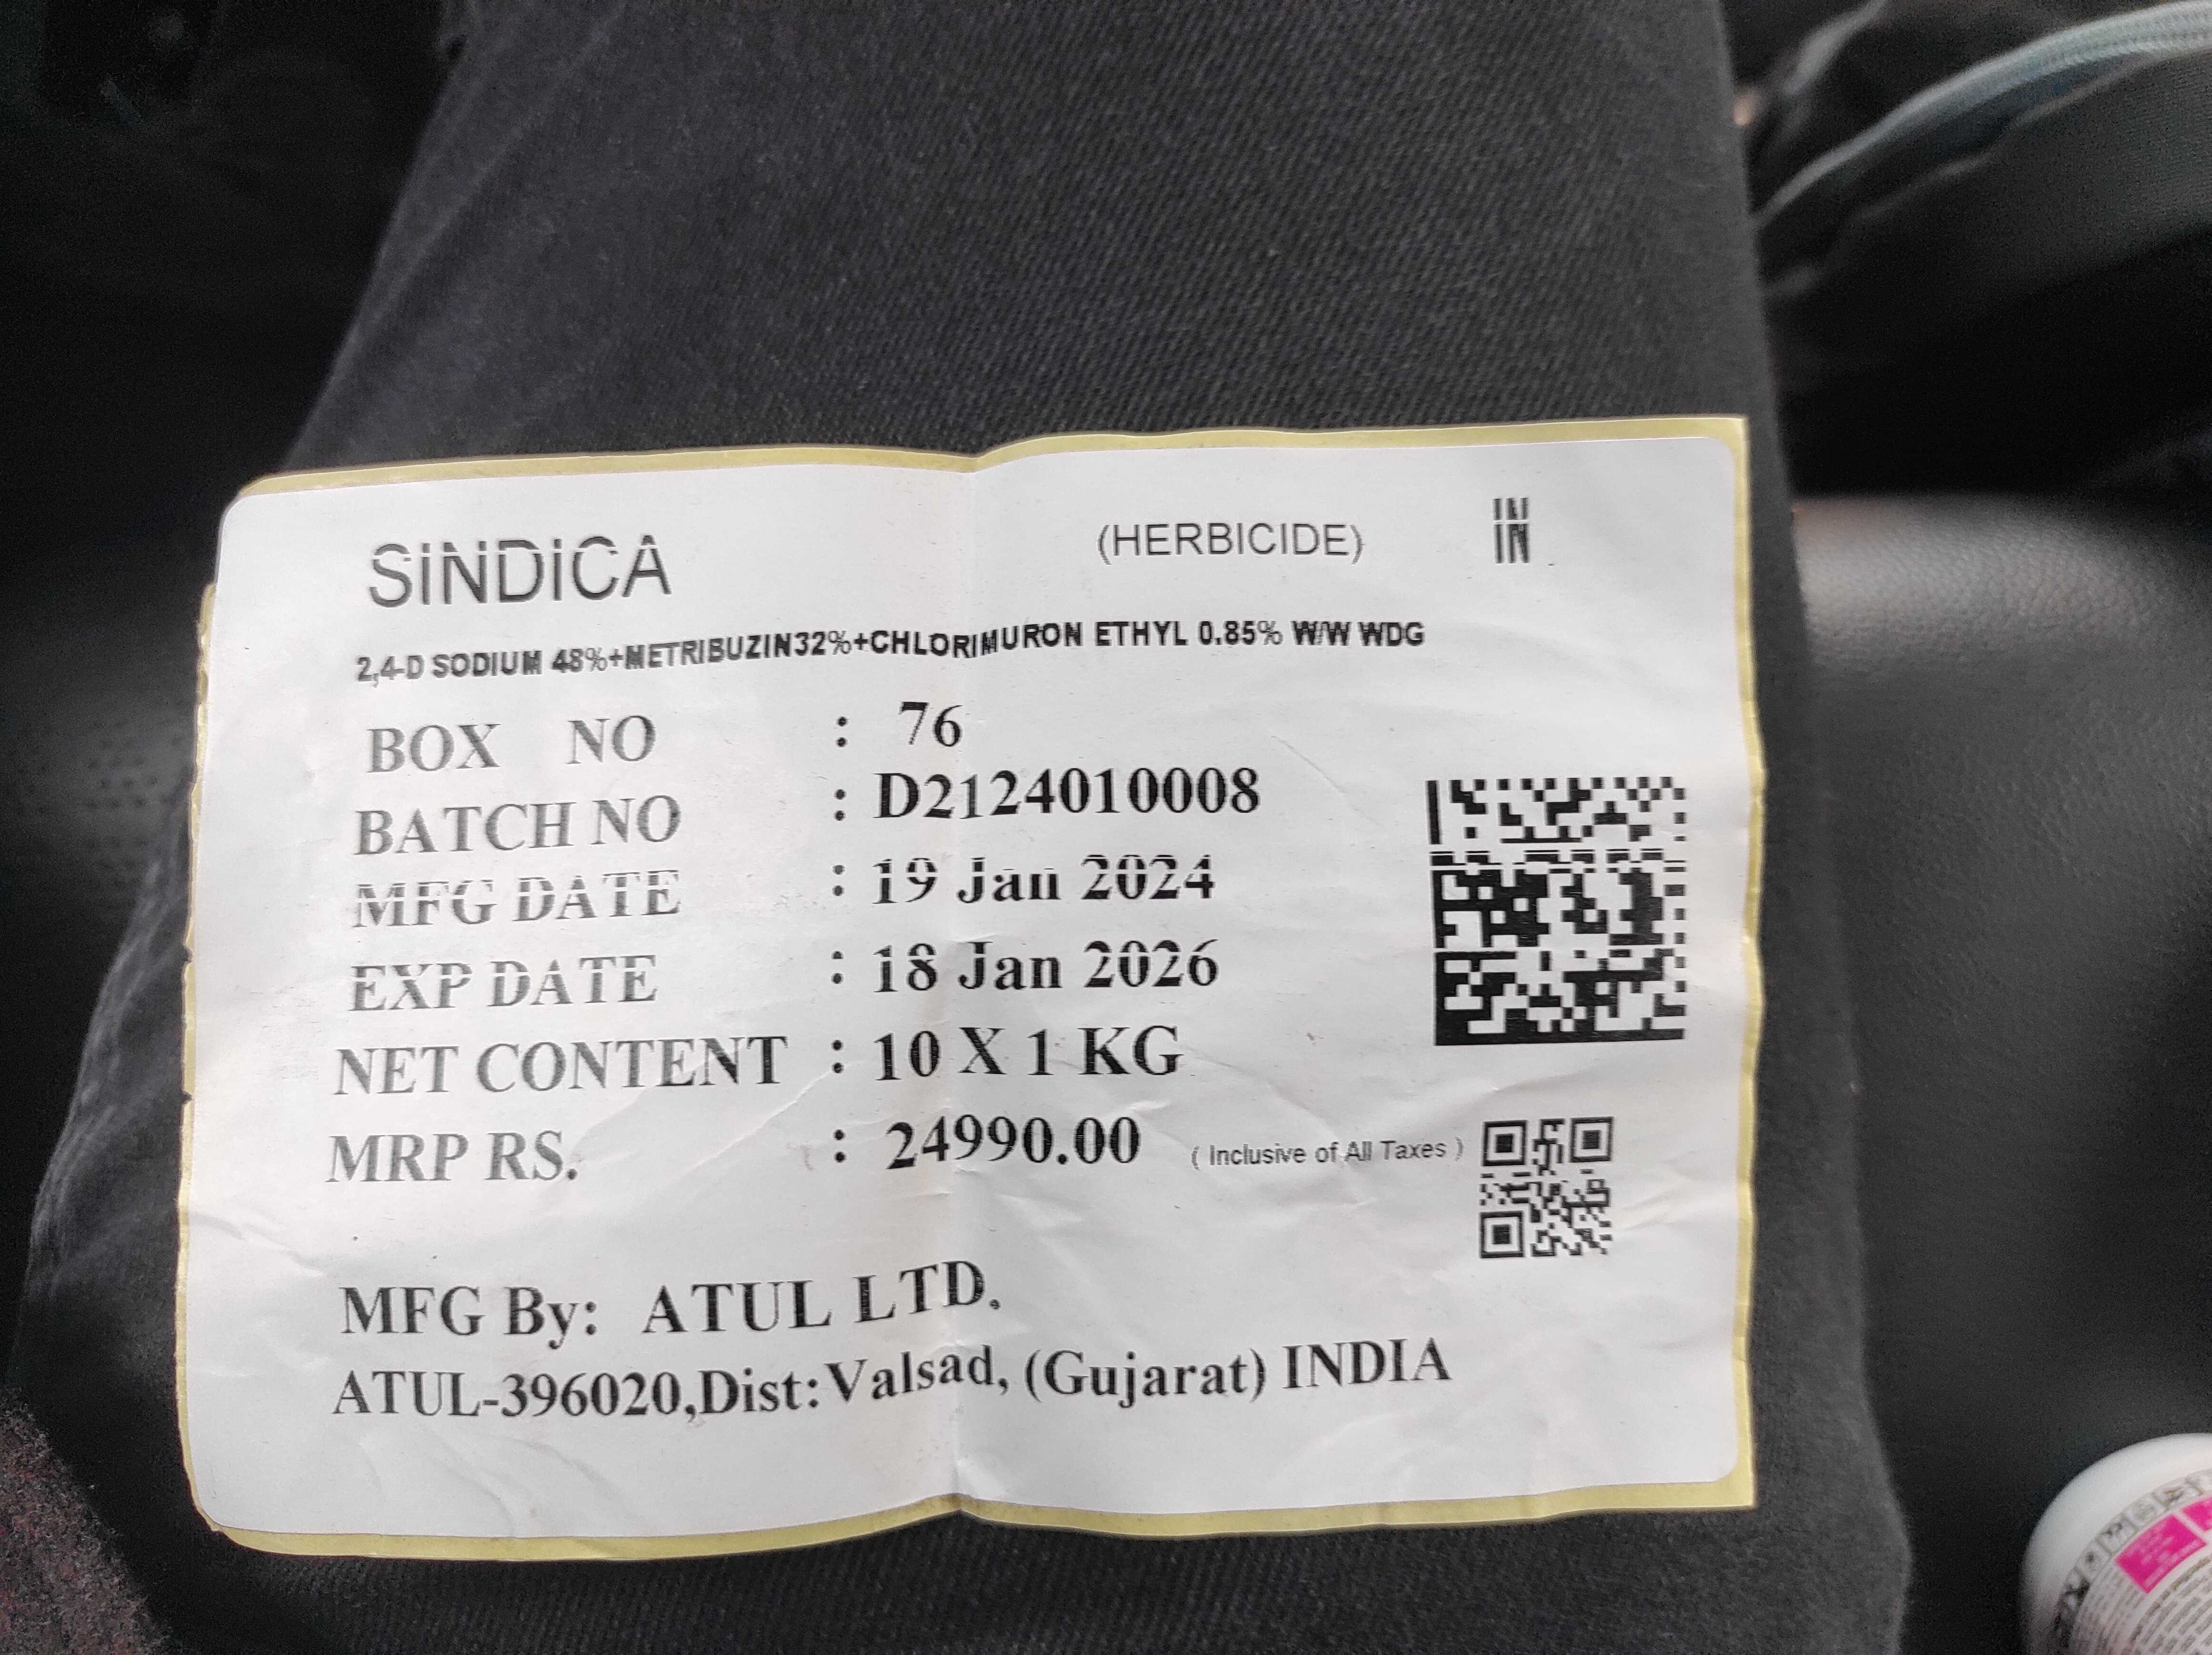 SiNDiCA (HERBICIDE) IN
2,4-D SODIUM 48%+METRIBUZIN32%+CHLORIMURON ETHYL 0.85% W/W WDG
BOX NO : 76
BATCH NO : D2124010008
MFG DATE : 19 Jan 2024
EXP DATE : 18 Jan 2026
NET CONTENT : 10 X 1 KG
MRP RS. : 24990.00 ( Inclusive of All Taxes )
MFG By: ATUL LTD.
ATUL-396020,Dist:Valsad, (Gujarat) INDIA